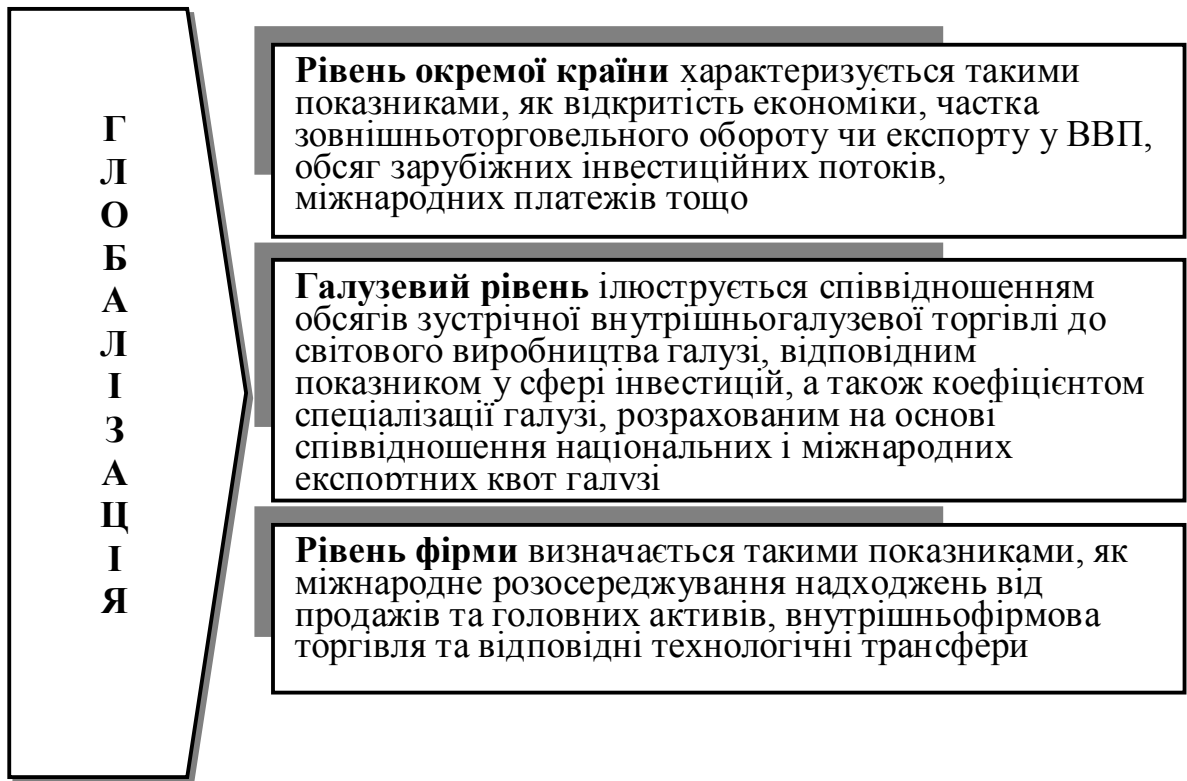 ГЛОБАЛІЗАЦІЯ
Рівень окремої країни характеризується такими
показниками, як відкритість економіки, частка
зовнішньоторговельного обороту чи експорту у ВВП,
обсяг зарубіжних інвестиційних потоків,
міжнародних платежів тощо
Галузевий рівень ілюструється співвідношенням
обсягів зустрічної внутрішньогалузевої торгівлі до
світового виробництва галузі, відповідним
показником у сфері інвестицій, а також коефіцієнтом
спеціалізації галузі, розрахованим на основі
співвідношення національних і міжнародних
експортних квот галузі
Рівень фірми визначається такими показниками, як
міжнародне розосереджування надходжень від
продажів та головних активів, внутрішньофірмова
торгівля та відповідні технологічні трансфери